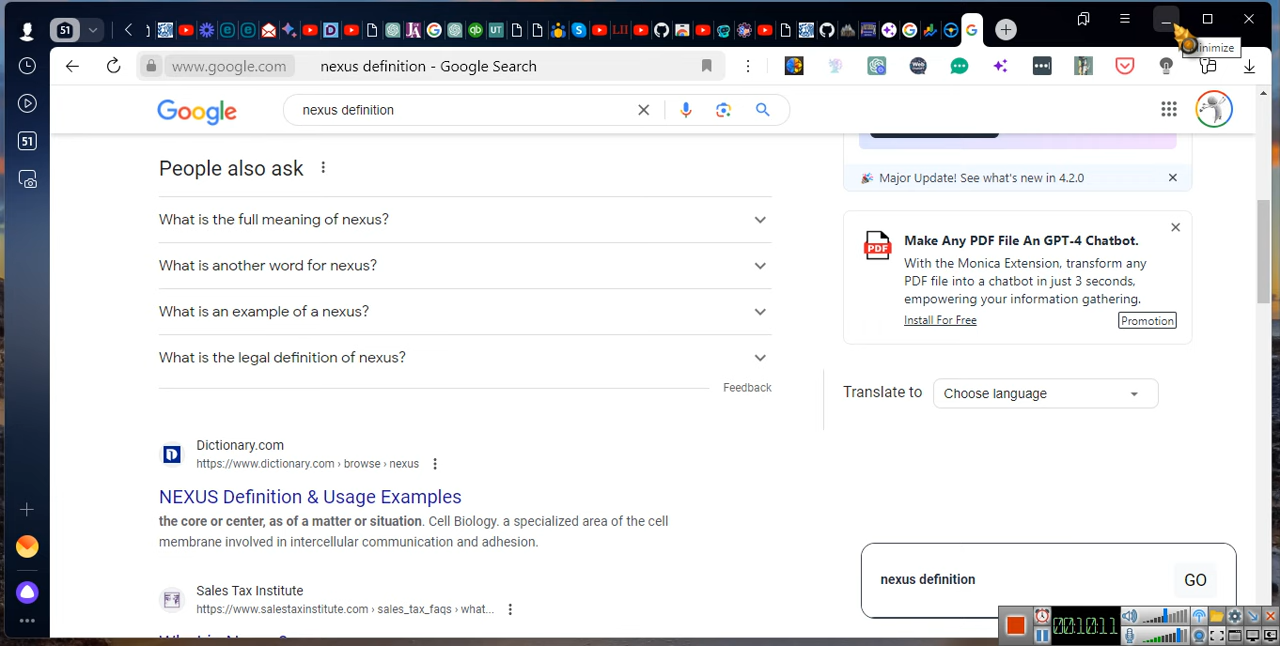 51
www.google.com
nexus definition - Google Search
Minimize
Google
nexus definition
51
People also ask
What is the full meaning of nexus?
What is another word for nexus?
What is an example of a nexus?
What is the legal definition of nexus?
Feedback
Major Update! See what's new in 4.2.0
PDF
Make Any PDF File An GPT-4 Chatbot.
With the Monica Extension, transform any
PDF file into a chatbot in just 3 seconds,
empowering your information gathering.
Install For Free
Promotion
Translate to
Choose language
Dictionary.com
https://www.dictionary.com › browse › nexus
NEXUS Definition & Usage Examples
the core or center, as of a matter or situation. Cell Biology. a specialized area of the cell
membrane involved in intercellular communication and adhesion.
Sales Tax Institute
https://www.salestaxinstitute.com › sales_tax_faqs › what...
nexus definition
GO
00:10:11